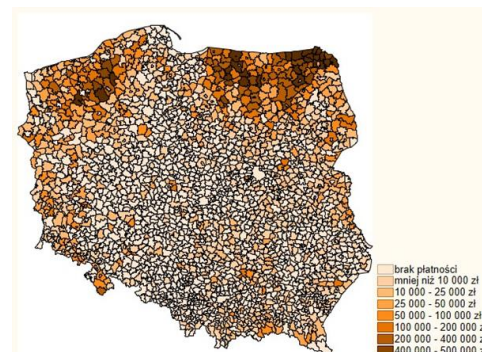 brak płatności
mniej niż 10 000 zł
10 000 - 25 000 zł
25 000 - 50 000 zł
50 000 - 100 000 zł
100 000 - 200 000 z
200 000 - 400 000 z
400 000 - 500 000 z